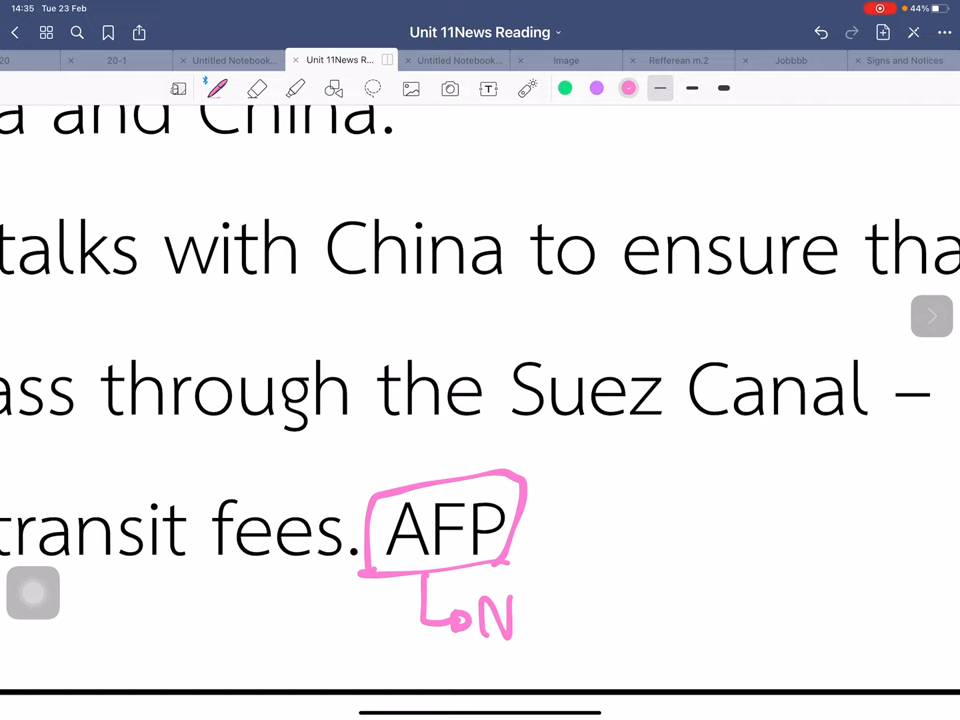 14:35 Tue 23 Feb 44%
Unit 11News Reading
20 20-1 Untitled Notebook... Unit 11News R... Untitled Notebook... Image Refferean m.2 Jobbbb Signs and Notices
a and China.
talks with China to ensure tha
ass through the Suez Canal –
transit fees. AFP
N